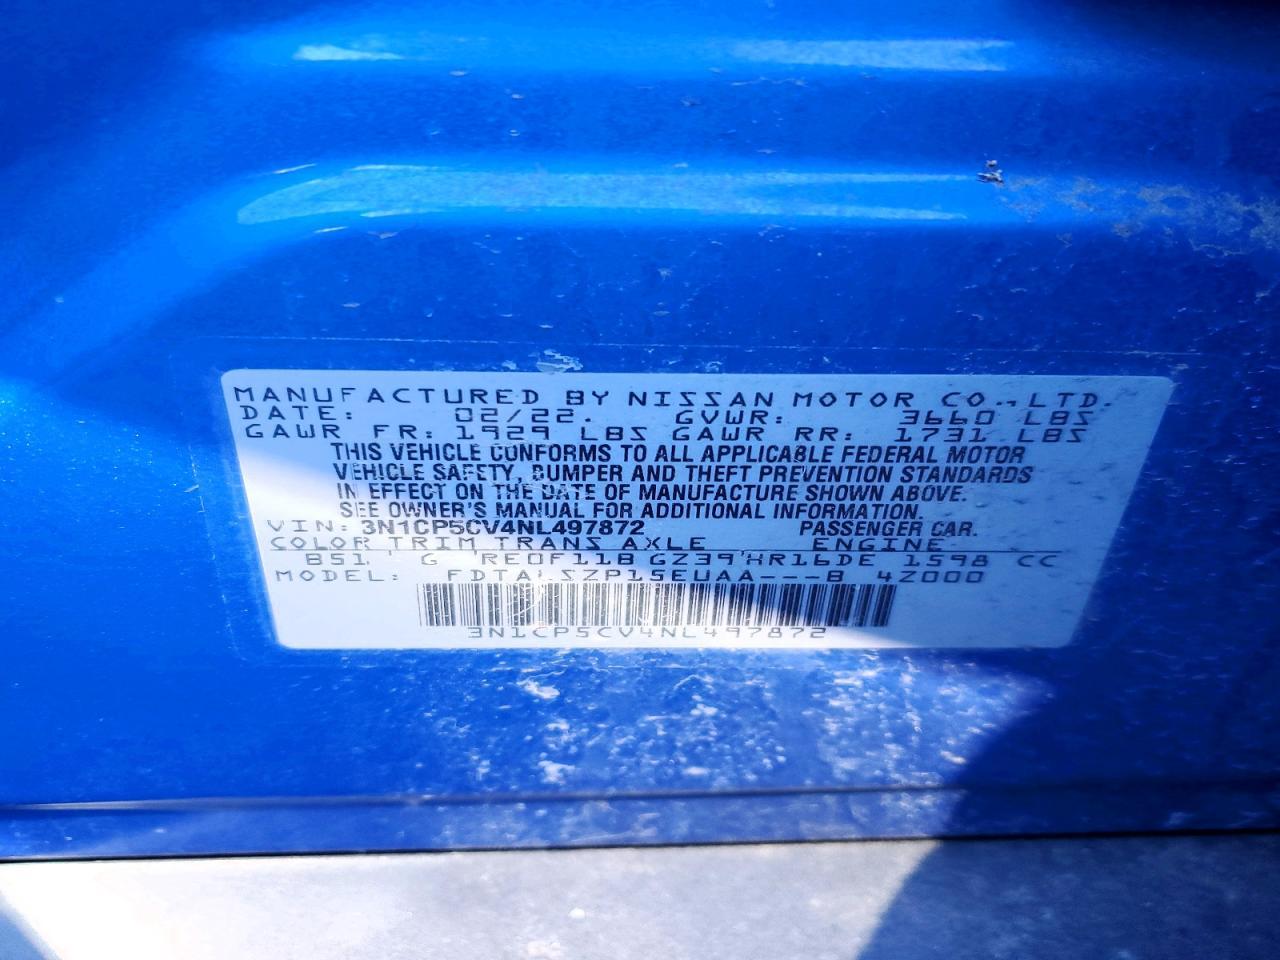 MANUFACTURED BY NISSAN MOTOR CO., LTD.
DATE: 02/22. GVWR: 3660 LBS
GAWR FR: 1929 LBS GAWR RR: 1731 LBS
THIS VEHICLE CONFORMS TO ALL APPLICABLE FEDERAL MOTOR
VEHICLE SAFETY, BUMPER AND THEFT PREVENTION STANDARDS
IN EFFECT ON THE DATE OF MANUFACTURE SHOWN ABOVE.
SEE OWNER'S MANUAL FOR ADDITIONAL INFORMATION.
VIN: 3N1CP5CV4NL497872 PASSENGER CAR.
COLOR TRIM TRANS AXLE ENGINE
B51 G RE0F11B GZ39 HR16DE 1598 CC
MODEL: 4Z000
3N1CP5CV4NL497872